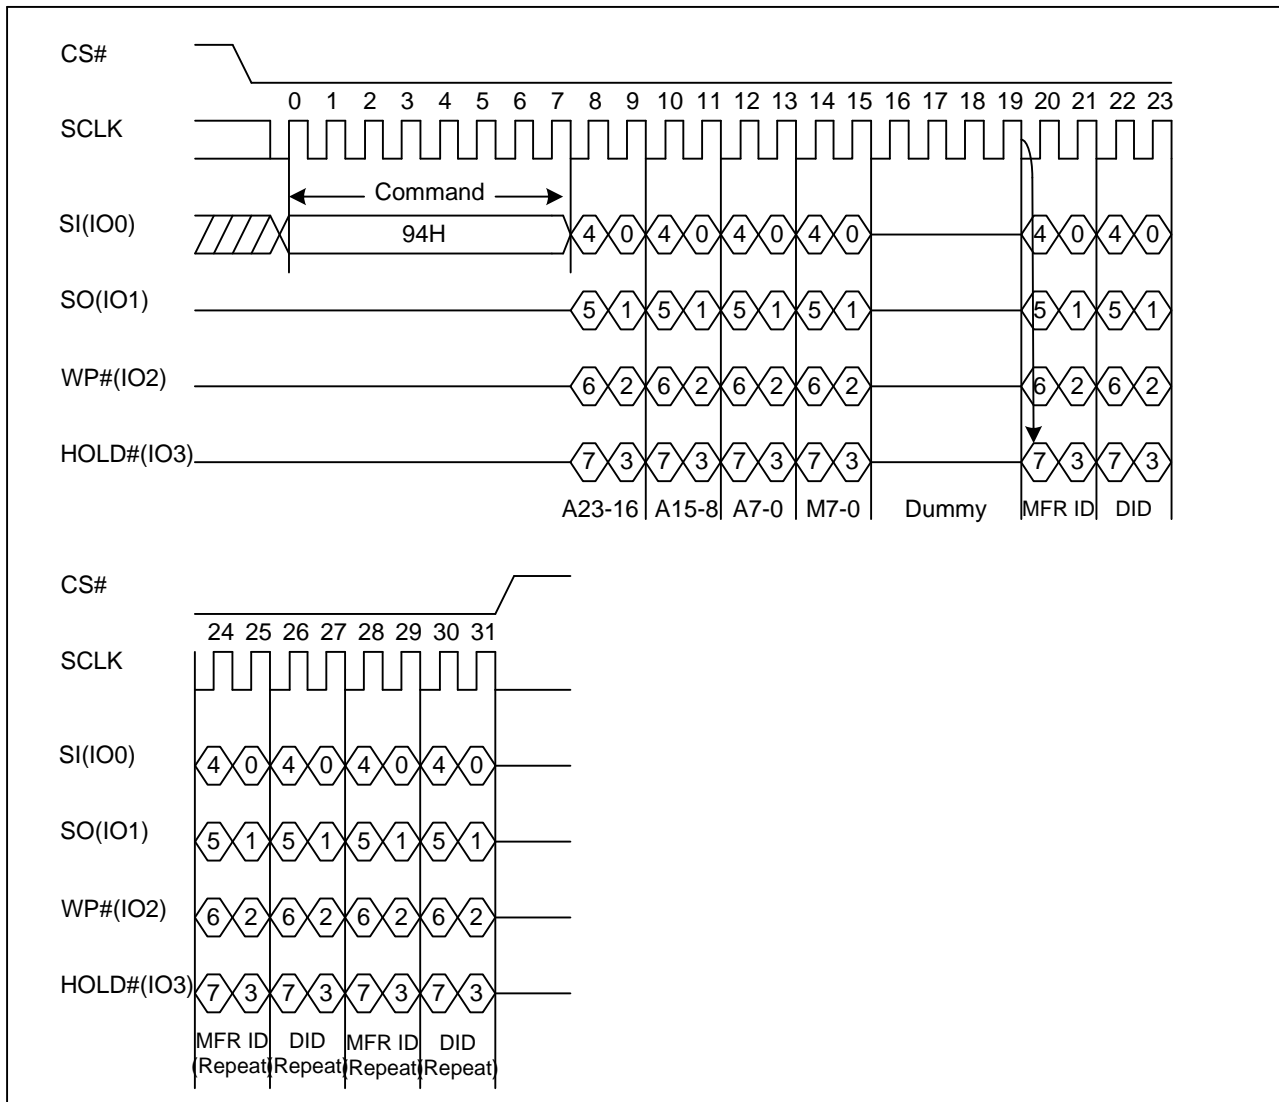 CS#
0 1 2 3 4 5 6 7 8 9 10 11 12 13 14 15 16 17 18 19 20 21 22 23
SCLK
Command
SI(IO0) 94H 4 0 4 0 4 0 4 0 4 0 4 0
SO(IO1) 5 1 5 1 5 1 5 1 5 1 5 1
WP#(IO2) 6 2 6 2 6 2 6 2 6 2 6 2
HOLD#(IO3) 7 3 7 3 7 3 7 3 7 3 7 3
A23-16 A15-8 A7-0 M7-0 Dummy MFR ID DID
CS#
24 25 26 27 28 29 30 31
SCLK
SI(IO0) 4 0 4 0 4 0 4 0
SO(IO1) 5 1 5 1 5 1 5 1
WP#(IO2) 6 2 6 2 6 2 6 2
HOLD#(IO3) 7 3 7 3 7 3 7 3
MFR ID DID MFR ID DID
(Repeat) (Repeat) (Repeat) (Repeat)